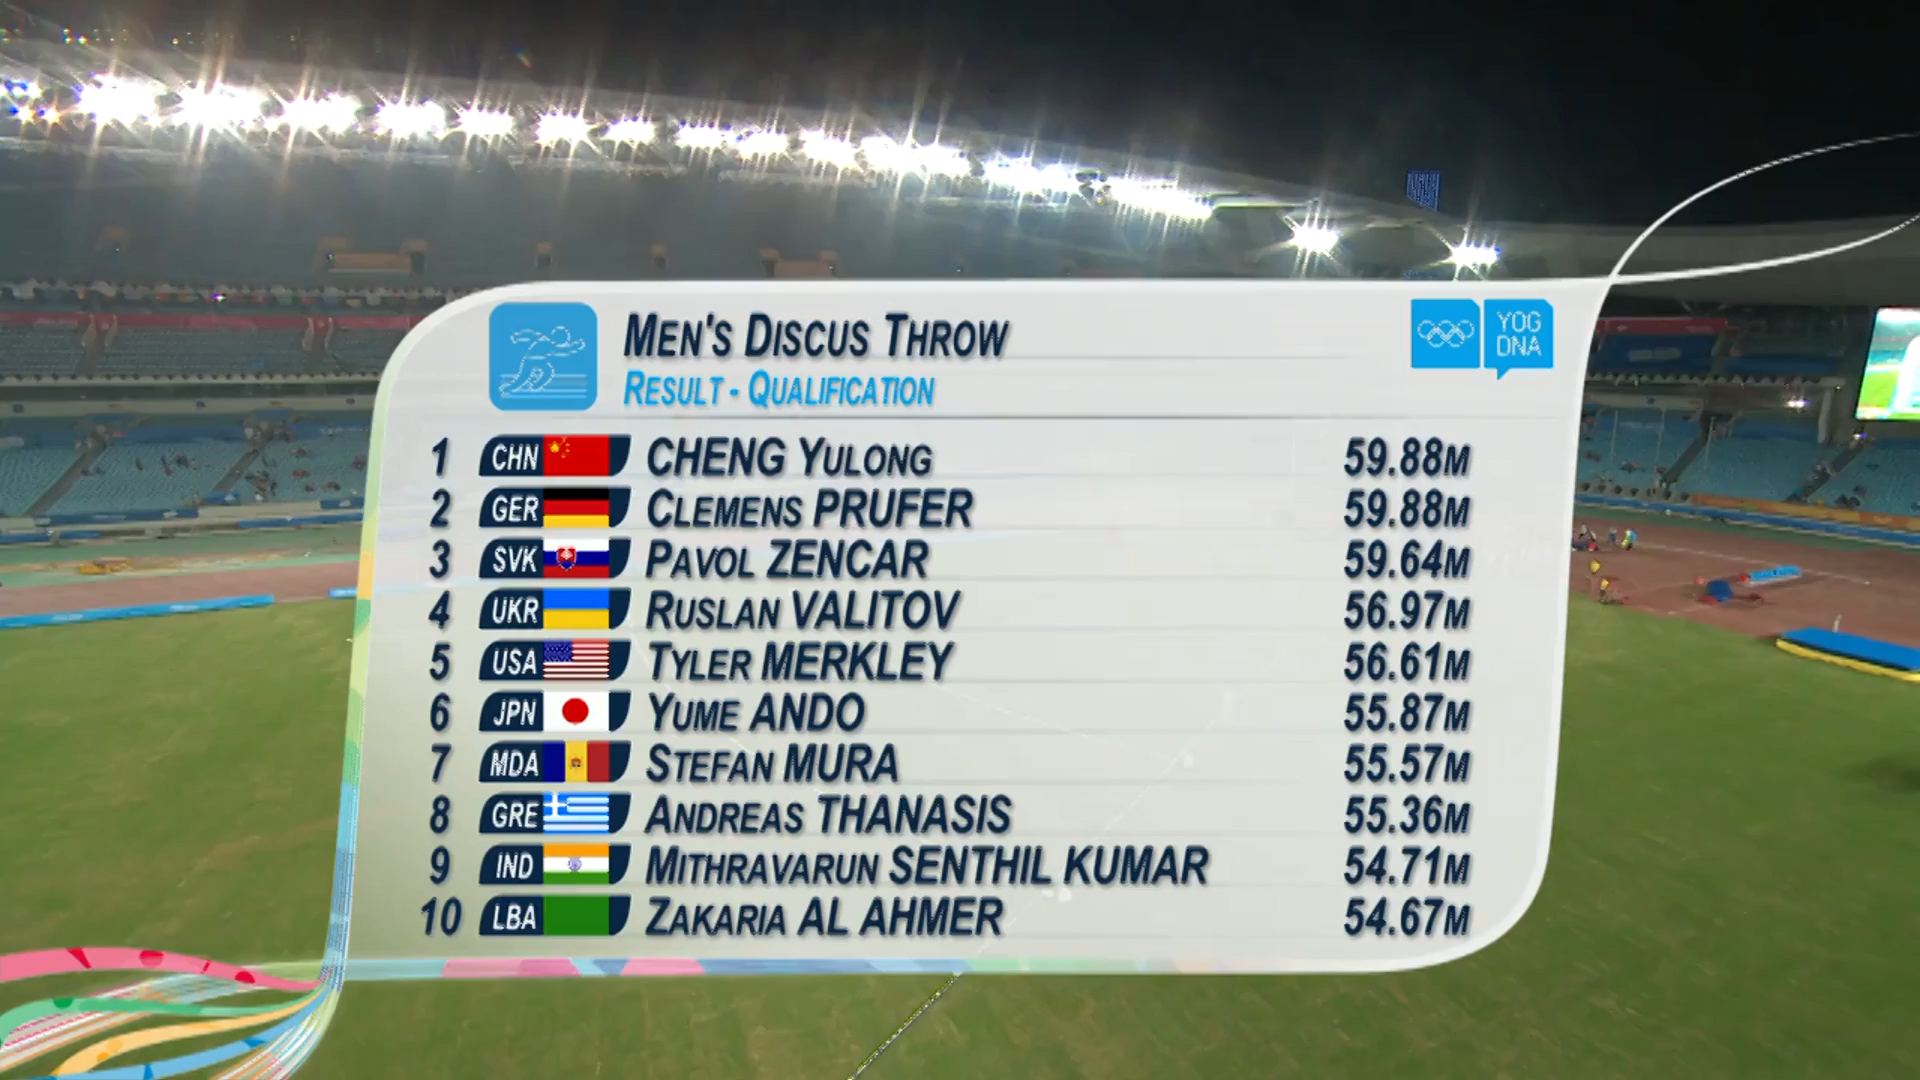 MEN'S DISCUS THROW
RESULT - QUALIFICATION
YOG
DNA
1 CHN CHENG YULONG 59.88M
2 GER CLEMENS PRUFER 59.88M
3 SVK PAVOL ZENCAR 59.64M
4 UKR RUSLAN VALITOV 56.97M
5 USA TYLER MERKLEY 56.61M
6 JPN YUME ANDO 55.87M
7 MDA STEFAN MURA 55.57M
8 GRE ANDREAS THANASIS 55.36M
9 IND MITHRAVARUN SENTHIL KUMAR 54.71M
10 LBA ZAKARIA AL AHMER 54.67M